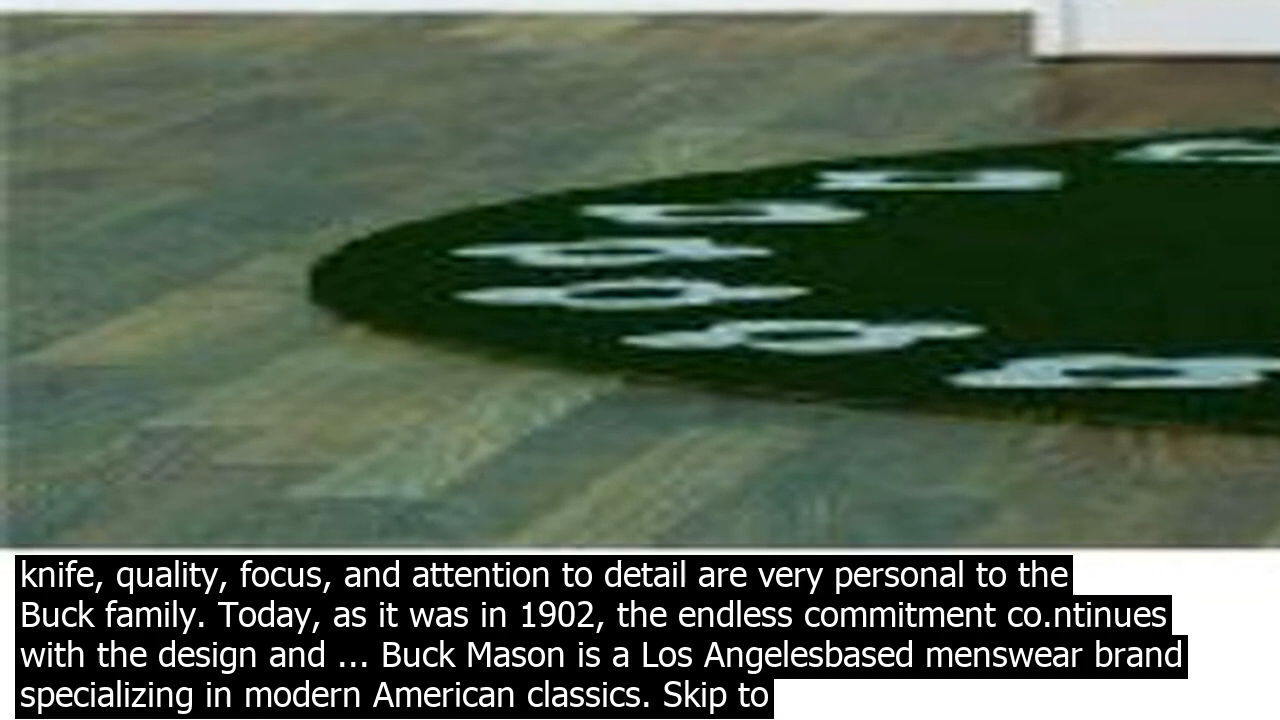 knife, quality, focus, and attention to detail are very personal to the
Buck family. Today, as it was in 1902, the endless commitment co.ntinues
with the design and ... Buck Mason is a Los Angelesbased menswear brand
specializing in modern American classics. Skip to